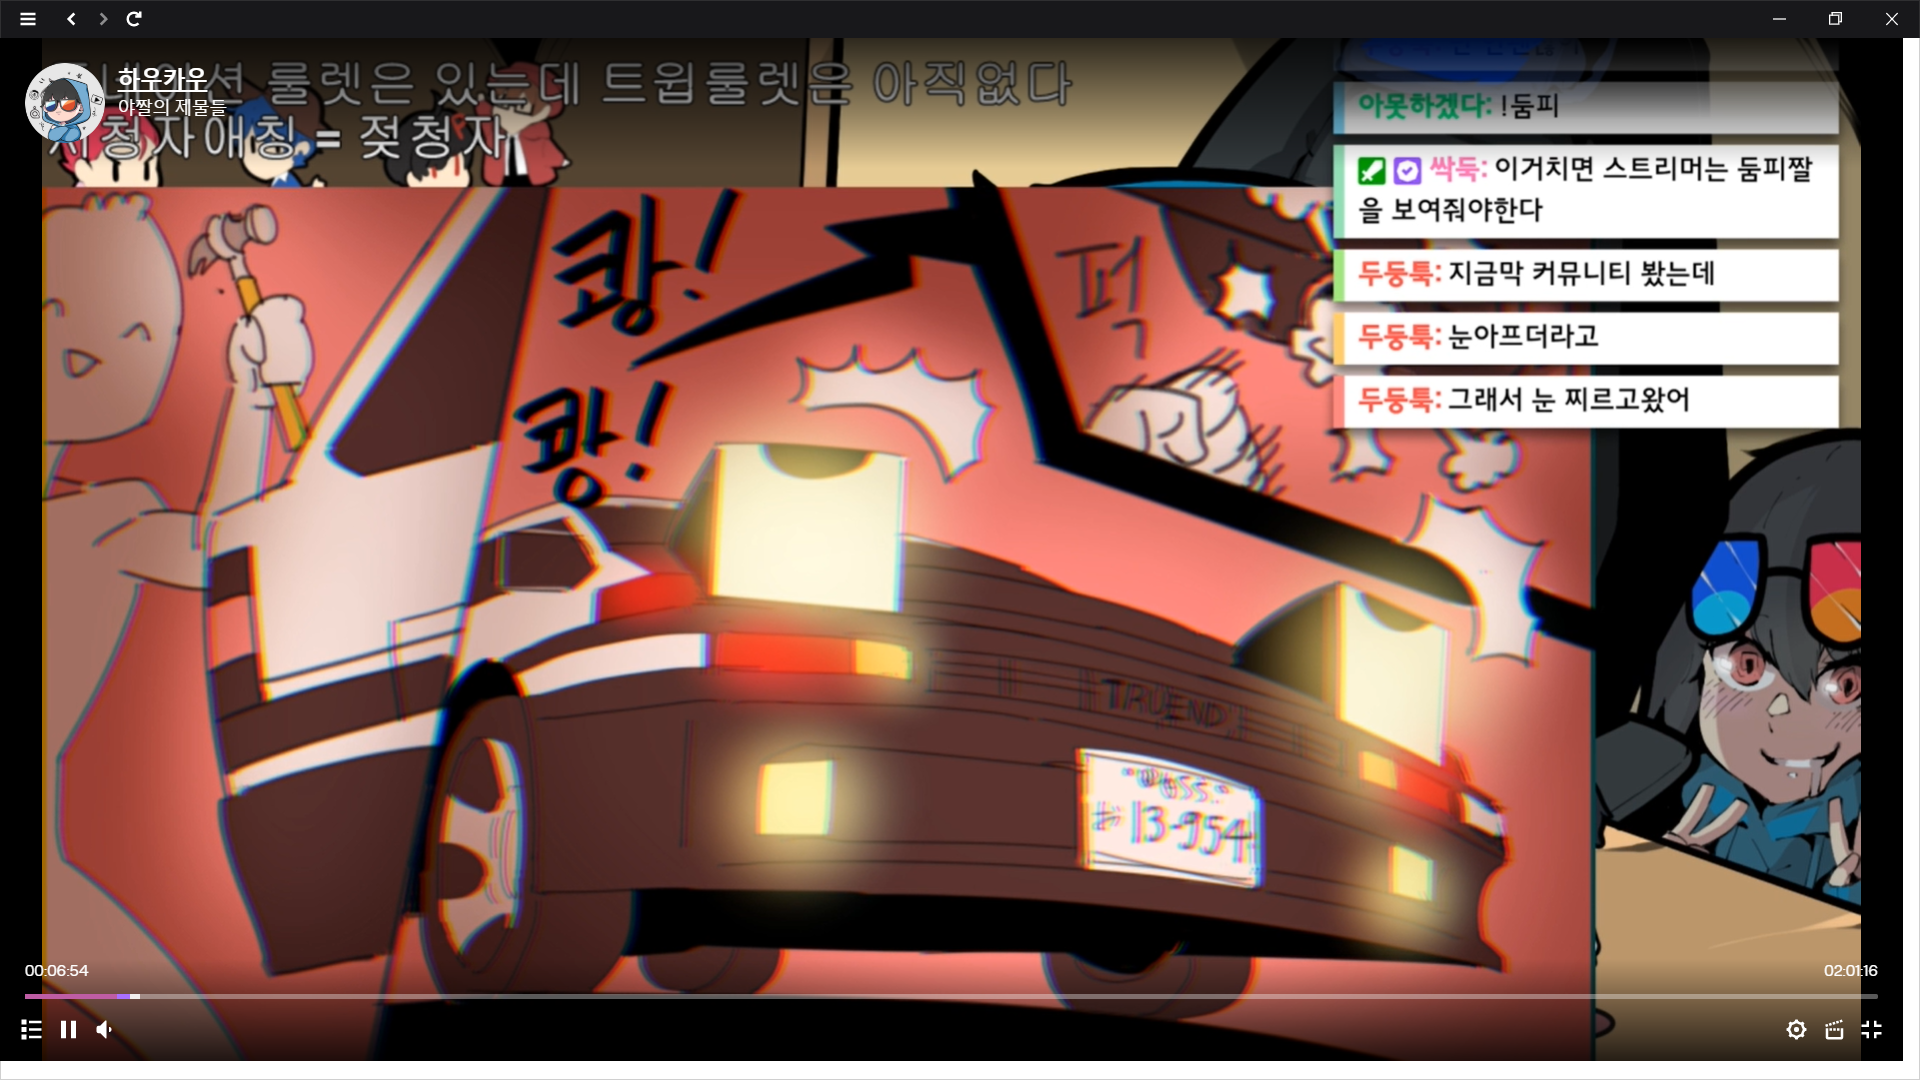 하우카우
야짤의 제물들
룰렛은 있는데 트윕룰렛은 아직없다
시청자애칭 = 젖청자
아못하겠다: !둠피
싹둑: 이거치면 스트리머는 둠피짤
을 보여줘야한다
두둥툭: 지금막 커뮤니티 봤는데
두둥툭: 눈아프더라고
두둥툭: 그래서 눈 찌르고왔어
쾅!
퍽
쾅!
TRUEND
13-954
00:06:54
02:01:16